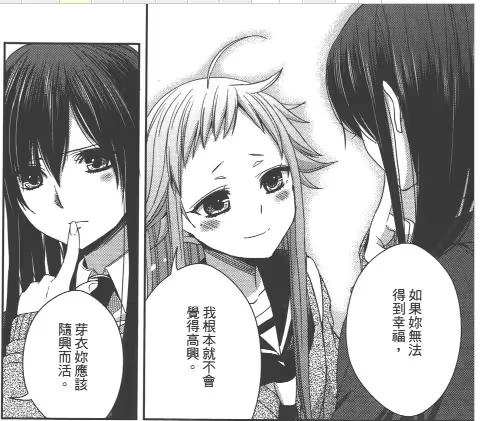 如果妳無法
得到幸福，
我根本就不會
覺得高興。
芽衣妳應該
隨興而活。